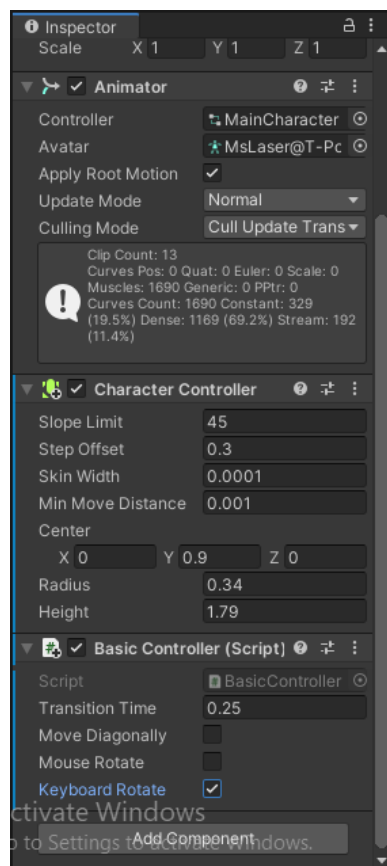 Inspector
Scale X 1 Y 1 Z 1
Animator
Controller MainCharacter
Avatar MsLaser@T-Po
Apply Root Motion
Update Mode Normal
Culling Mode Cull Update Trans
Clip Count: 13
Curves Pos: 0 Quat: 0 Euler: 0 Scale: 0
Muscles: 1690 Generic: 0 PPtr: 0
Curves Count: 1690 Constant: 329
(19.5%) Dense: 1169 (69.2%) Stream: 192
(11.4%)
Character Controller
Slope Limit 45
Step Offset 0.3
Skin Width 0.0001
Min Move Distance 0.001
Center
X 0 Y 0.9 Z 0
Radius 0.34
Height 1.79
Basic Controller (Script)
Script BasicController
Transition Time 0.25
Move Diagonally
Mouse Rotate
Keyboard Rotate
ctivate Windows
o to Settings to activate Windows.
Add Component